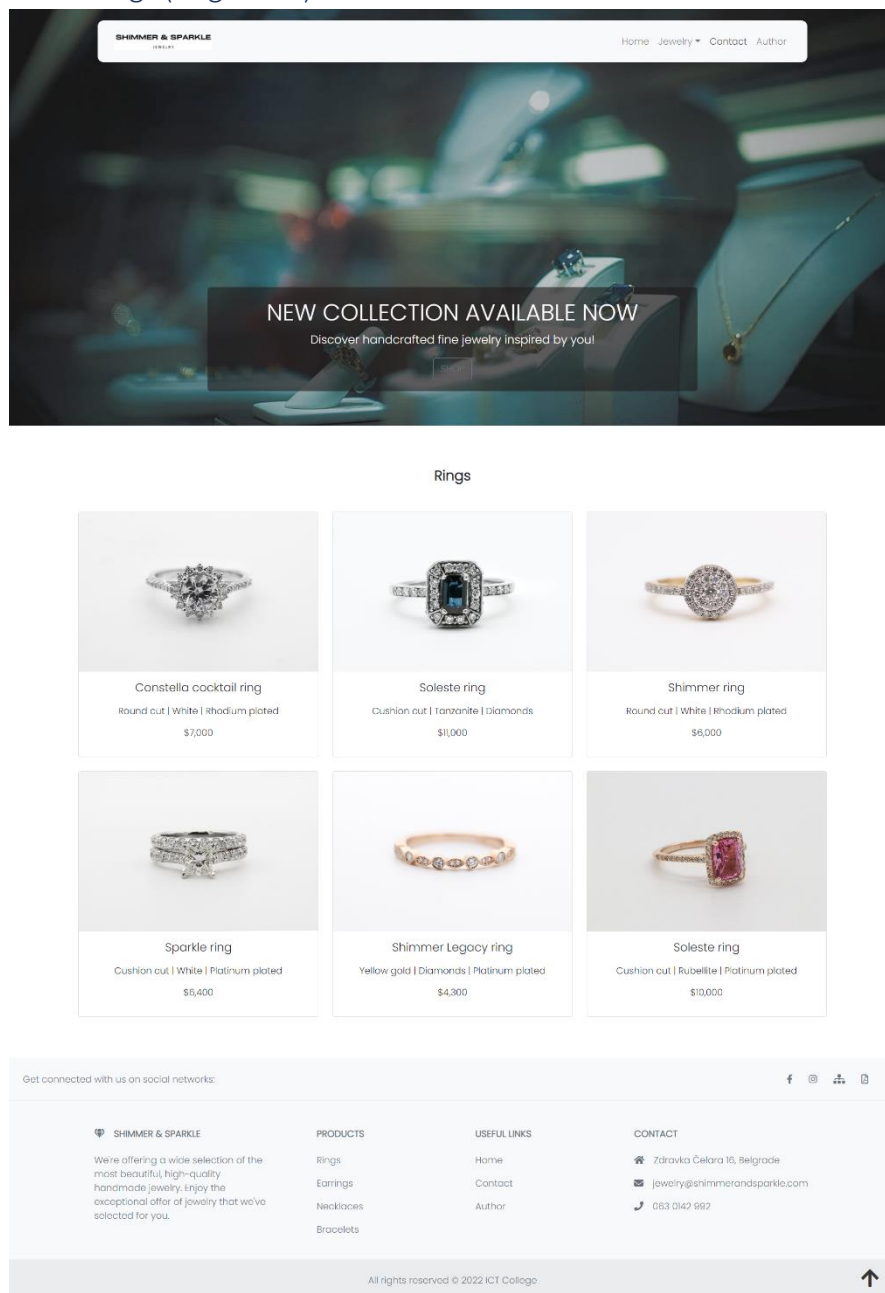 SHIMMER & SPARKLE
JEWELRY
Home Jewelry Contact Author
NEW COLLECTION AVAILABLE NOW
Discover handcrafted fine jewelry inspired by you!
SHOP
Rings
Constella cocktail ring
Round cut | White | Rhodium plated
$7,000
Soleste ring
Cushion cut | Tanzanite | Diamonds
$11,000
Shimmer ring
Round cut | White | Rhodium plated
$6,000
Sparkle ring
Cushion cut | White | Platinum plated
$6,400
Shimmer Legacy ring
Yellow gold | Diamonds | Platinum plated
$4,300
Soleste ring
Cushion cut | Rubellite | Platinum plated
$10,000
Get connected with us on social networks:
SHIMMER & SPARKLE
We're offering a wide selection of the
most beautiful, high-quality
handmade jewelry. Enjoy the
exceptional offer of jewelry that we've
selected for you.
PRODUCTS
Rings
Earrings
Necklaces
Bracelets
USEFUL LINKS
Home
Contact
Author
CONTACT
Zdravka Čelara 16, Belgrade
jewelry@shimmerandsparkle.com
063 0142 992
All rights reserved © 2022 ICT College